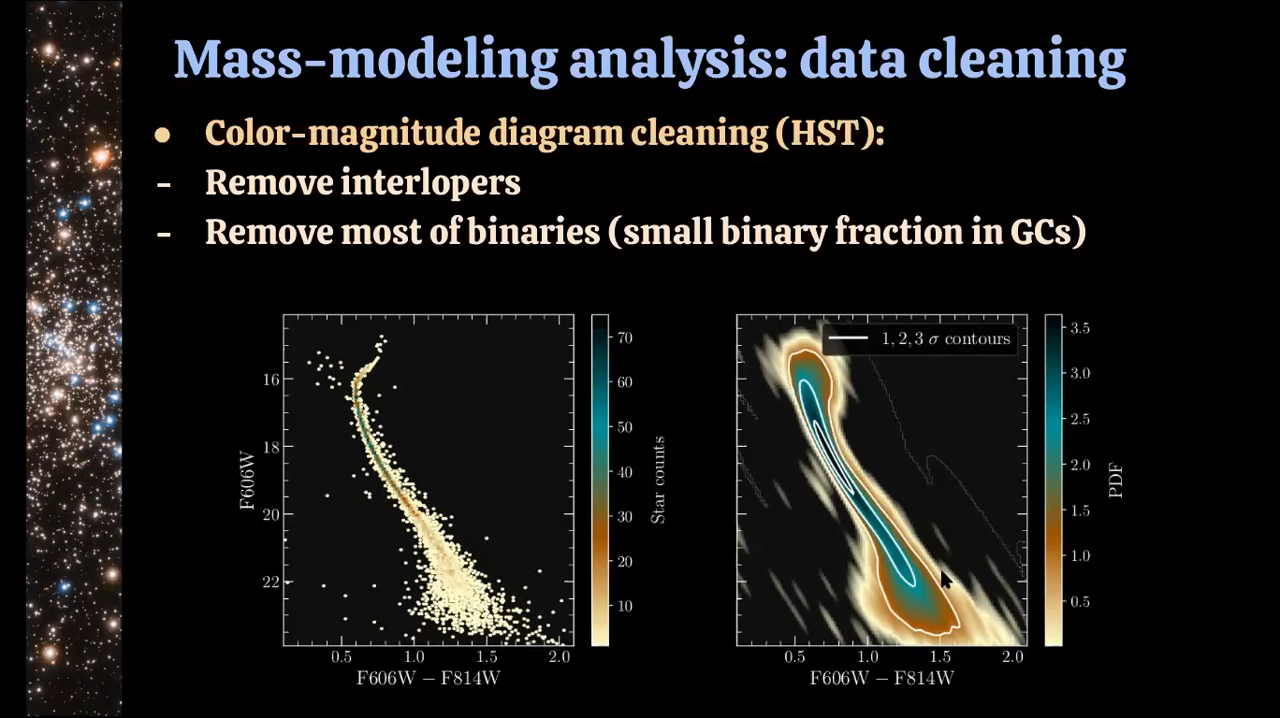 Mass-modeling analysis: data cleaning
● Color-magnitude diagram cleaning (HST):
- Remove interlopers
- Remove most of binaries (small binary fraction in GCs)
F606W
16
18
20
22
0.5 1.0 1.5 2.0
F606W − F814W
70
60
50
40
30
20
10
Star counts
1, 2, 3 σ contours
0.5 1.0 1.5 2.0
F606W − F814W
3.5
3.0
2.5
2.0
1.5
1.0
0.5
PDF